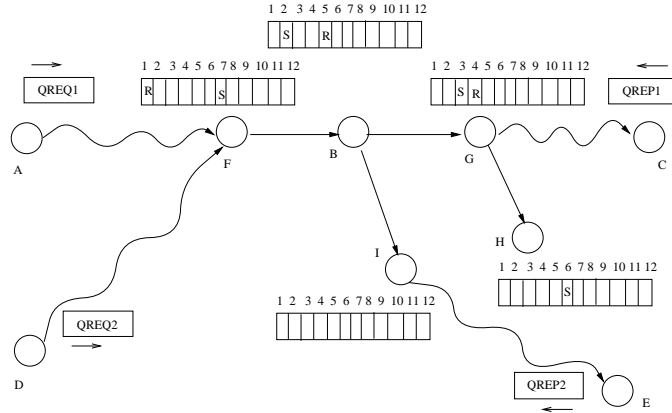 1 2 3 4 5 6 7 8 9 10 11 12
S R
1 2 3 4 5 6 7 8 9 10 11 12
R S
1 2 3 4 5 6 7 8 9 10 11 12
S R
QREQ1
QREP1
A
F
B
G
C
H
I
1 2 3 4 5 6 7 8 9 10 11 12
S
1 2 3 4 5 6 7 8 9 10 11 12
QREQ2
D
QREP2
E